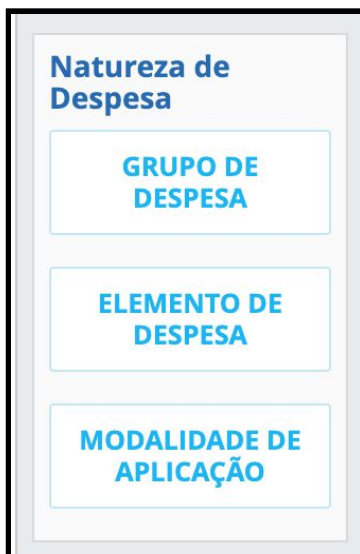 Natureza de
Despesa
GRUPO DE
DESPESA
ELEMENTO DE
DESPESA
MODALIDADE DE
APLICAÇÃO